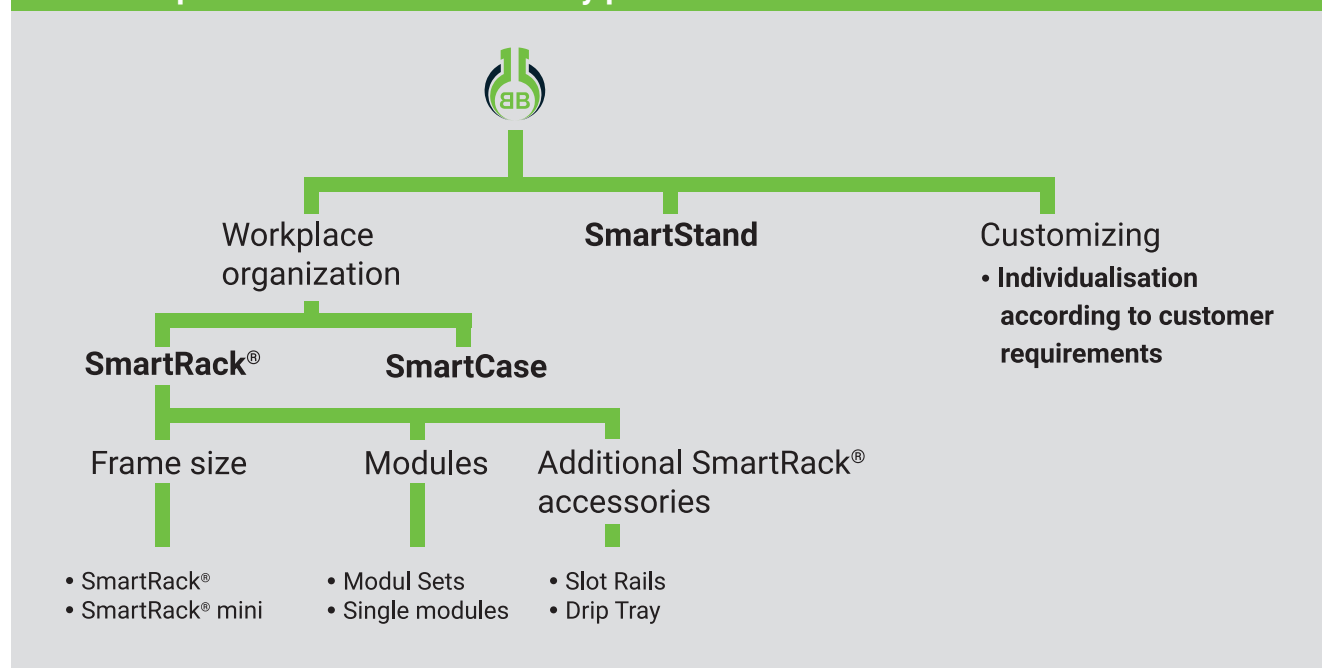 BB
Workplace
organization
SmartStand
Customizing
• Individualisation
according to customer
requirements
SmartRack®
SmartCase
Frame size
Modules
Additional SmartRack®
accessories
• SmartRack®
• SmartRack® mini
• Modul Sets
• Single modules
• Slot Rails
• Drip Tray